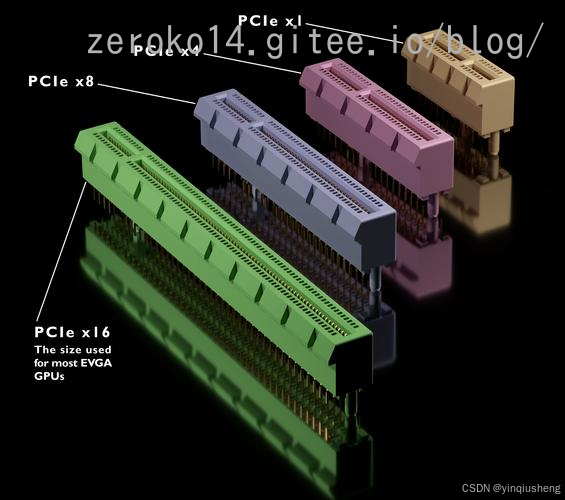 PCIe x1
zeroko14.gitee.io/blog/
PCIe x4
PCIe x8
PCIe x16
The size used
for most EVGA
GPUs
CSDN @yinqiusheng